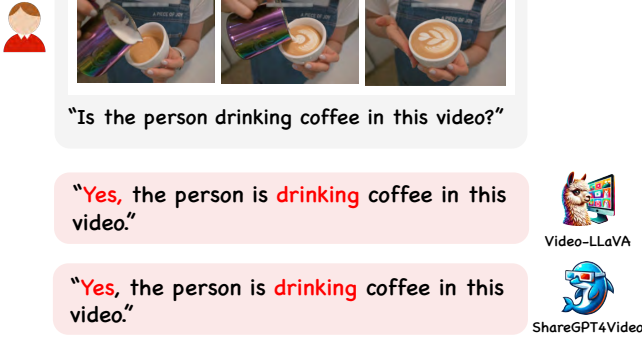 “Is the person drinking coffee in this video?”
“Yes, the person is drinking coffee in this
video.”
Video-LLaVA
“Yes, the person is drinking coffee in this
video.”
ShareGPT4Video